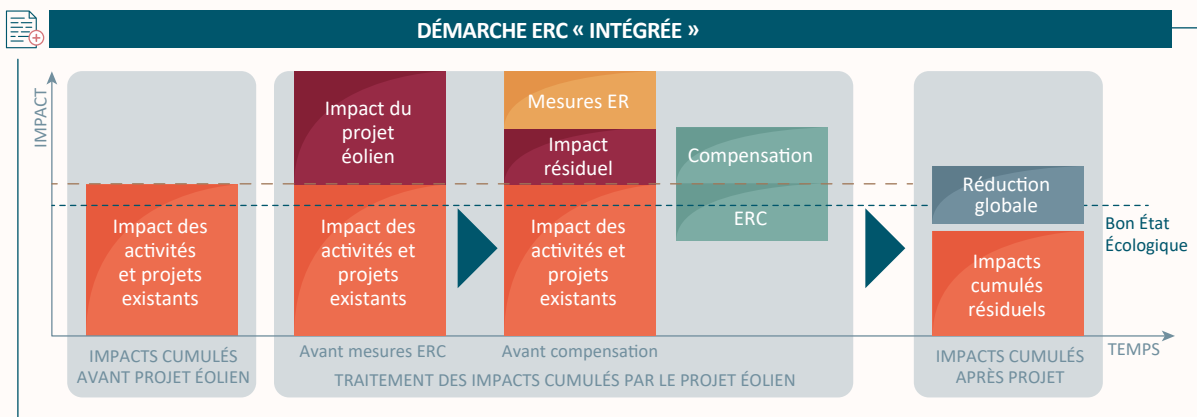 DÉMARCHE ERC « INTÉGRÉE »
IMPACT
Impact des
activités
et projets
existants
IMPACTS CUMULÉS
AVANT PROJET ÉOLIEN
Impact du
projet
éolien
Impact des
activités et
projets
existants
Avant mesures ERC
Mesures ER
Impact
résiduel
Impact des
activités et
projets
existants
Avant compensation
Compensation
ERC
TRAITEMENT DES IMPACTS CUMULÉS PAR LE PROJET ÉOLIEN
Réduction
globale
Impacts
cumulés
résiduels
IMPACTS CUMULÉS
APRÈS PROJET
Bon État
Écologique
TEMPS